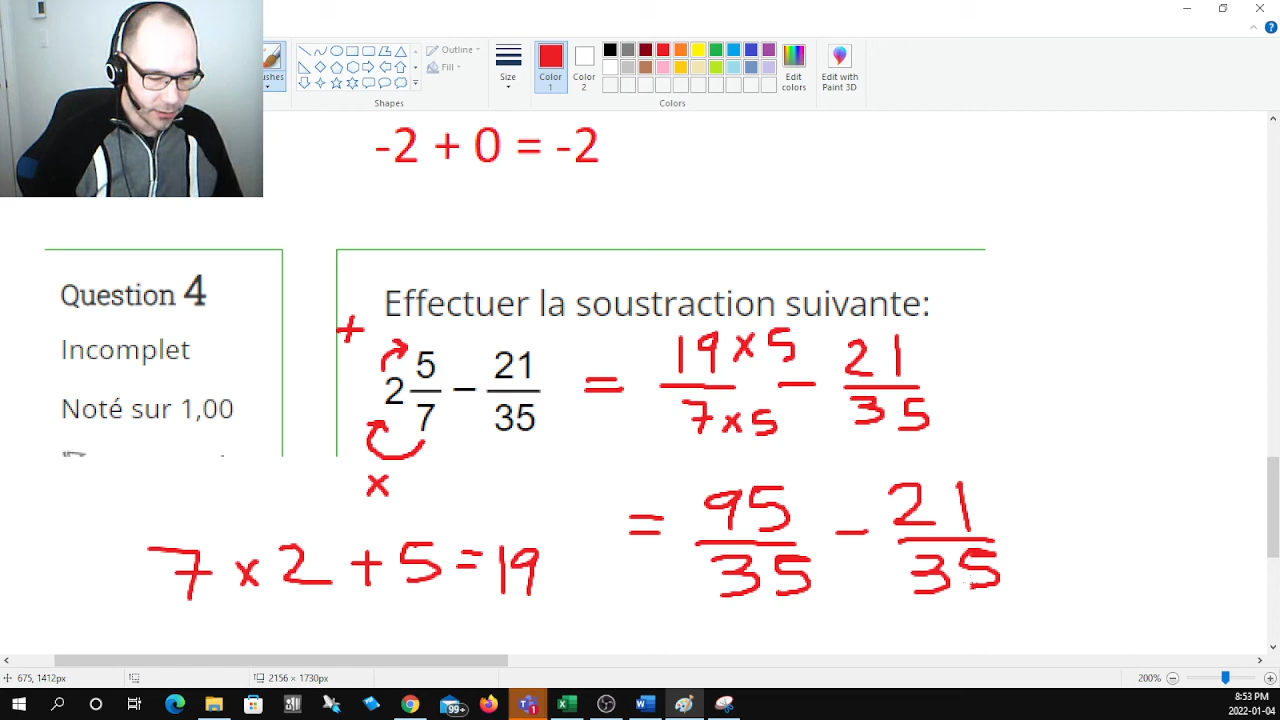 Outline
Fill
Size
Color
1
Color
2
Edit
colors
Edit with
Paint 3D
Shapes
Colors
-2 + 0 = -2
Question 4
Incomplet
Noté sur 1,00
Effectuer la soustraction suivante:
+
2 5/7 − 21/35 = 19 x 5 / 7 x 5 − 21/35
x
= 95/35 − 21/35
7 x 2 + 5 = 19
675, 1412px
2156 × 1730px
200%
99+
1
8:53 PM
2022-01-04